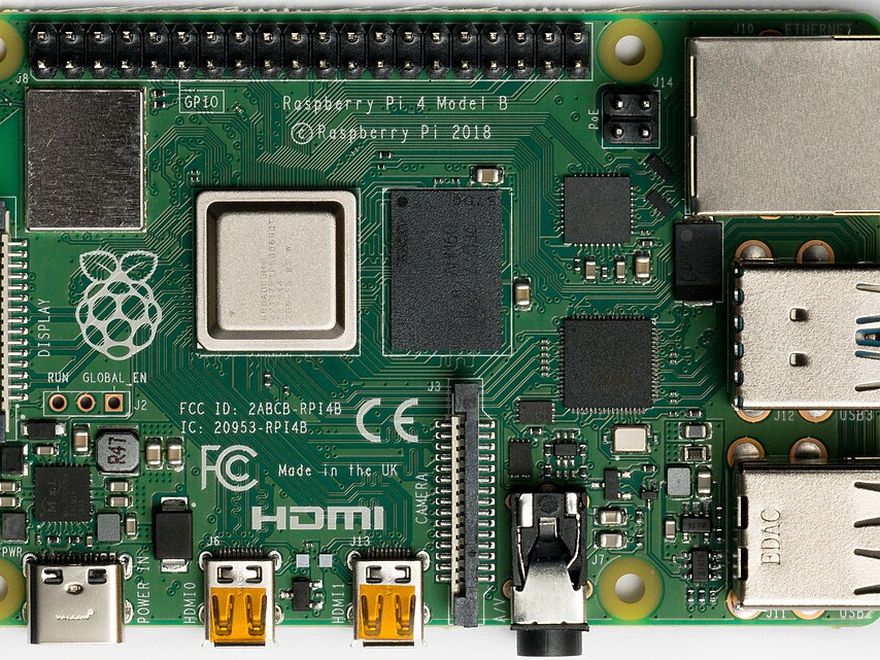 J10 ETHERNET
J8
GPIO
Raspberry Pi 4 Model B
© Raspberry Pi 2018
J14
PoE
DISPLAY
RUN GLOBAL_EN
J2
J3
FCC ID: 2ABCB-RPI4B
IC: 20953-RPI4B
CE
FC
Made in the UK
R47
HDMI
CAMERA
J12 USB3
EDAC
PWR
POWER IN
J6
HDMI0
J13
HDMI1
A/V
J7
J11 USB2